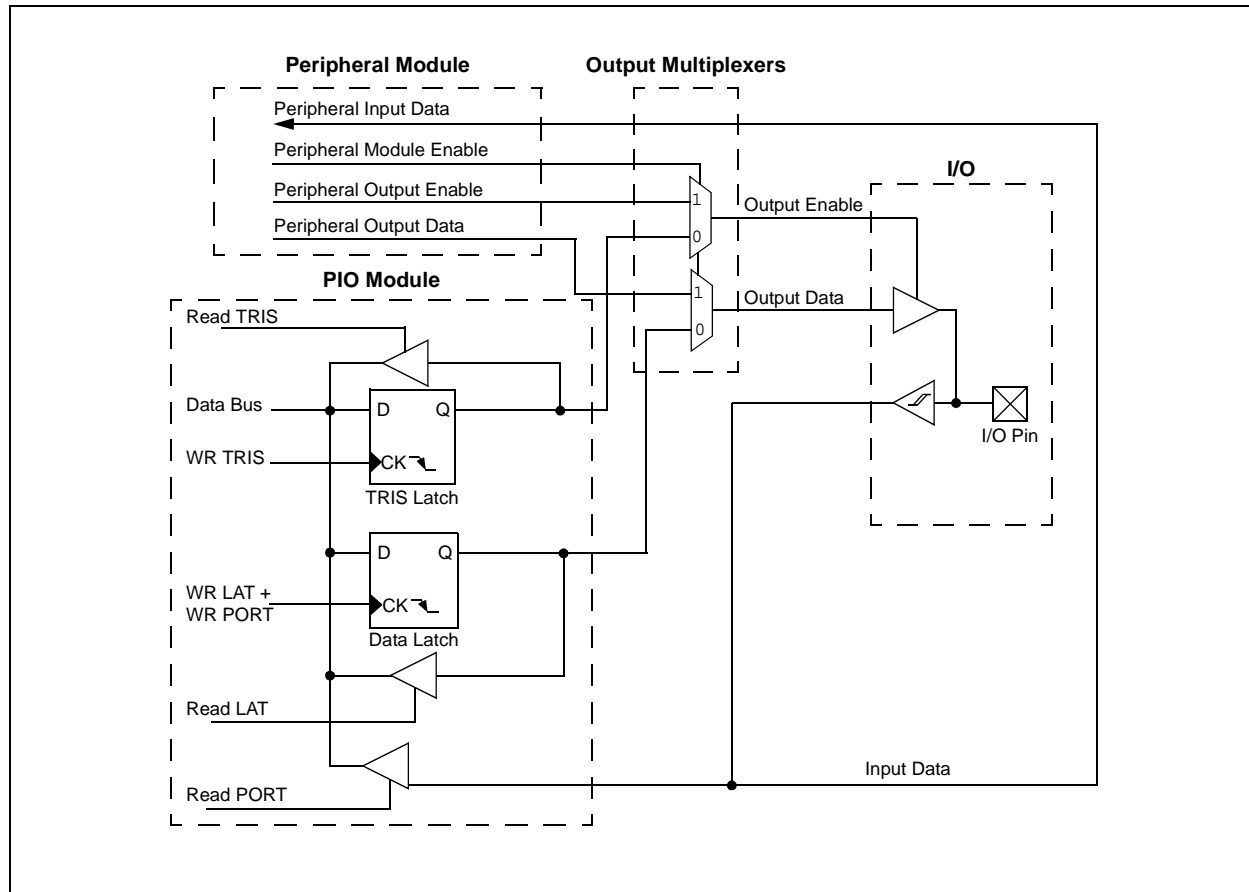 Peripheral Module
Output Multiplexers
Peripheral Input Data
Peripheral Module Enable
Peripheral Output Enable
Peripheral Output Data
1
0
1
0
Output Enable
Output Data
I/O
I/O Pin
PIO Module
Read TRIS
Data Bus
D
Q
WR TRIS
CK
TRIS Latch
D
Q
WR LAT +
WR PORT
CK
Data Latch
Read LAT
Read PORT
Input Data